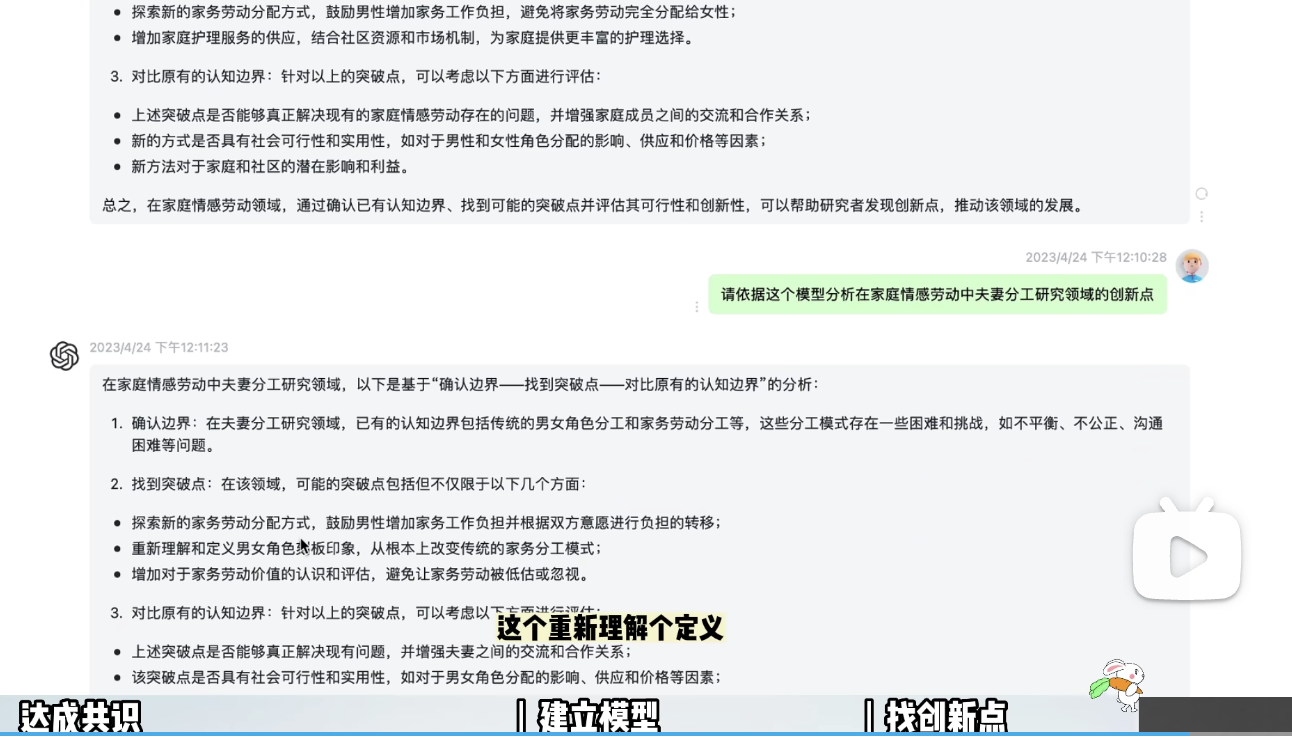 • 探索新的家务劳动分配方式，鼓励男性增加家务工作负担，避免将家务劳动完全分配给女性；
• 增加家庭护理服务的供应，结合社区资源和市场机制，为家庭提供更丰富的护理选择。
3. 对比原有的认知边界：针对以上的突破点，可以考虑以下方面进行评估：
• 上述突破点是否能够真正解决现有的家庭情感劳动存在的问题，并增强家庭成员之间的交流和合作关系；
• 新的方式是否具有社会可行性和实用性，如对于男性和女性角色分配的影响、供应和价格等因素；
• 新方法对于家庭和社区的潜在影响和利益。
总之，在家庭情感劳动领域，通过确认已有认知边界、找到可能的突破点并评估其可行性和创新性，可以帮助研究者发现创新点，推动该领域的发展。
2023/4/24 下午12:10:28
请依据这个模型分析在家庭情感劳动中夫妻分工研究领域的创新点
2023/4/24 下午12:11:23
在家庭情感劳动中夫妻分工研究领域，以下是基于“确认边界——找到突破点——对比原有的认知边界”的分析：
1. 确认边界：在夫妻分工研究领域，已有的认知边界包括传统的男女角色分工和家务劳动分工等，这些分工模式存在一些困难和挑战，如不平衡、不公正、沟通
困难等问题。
2. 找到突破点：在该领域，可能的突破点包括但不仅限于以下几个方面：
• 探索新的家务劳动分配方式，鼓励男性增加家务工作负担并根据双方意愿进行负担的转移；
• 重新理解和定义男女角色刻板印象，从根本上改变传统的家务分工模式；
• 增加对于家务劳动价值的认识和评估，避免让家务劳动被低估或忽视。
3. 对比原有的认知边界：针对以上的突破点，可以考虑以下方面进行评估：
这个重新理解个定义
• 上述突破点是否能够真正解决现有问题，并增强夫妻之间的交流和合作关系；
• 该突破点是否具有社会可行性和实用性，如对于男女角色分配的影响、供应和价格等因素；
达成共识 | 建立模型 | 找创新点